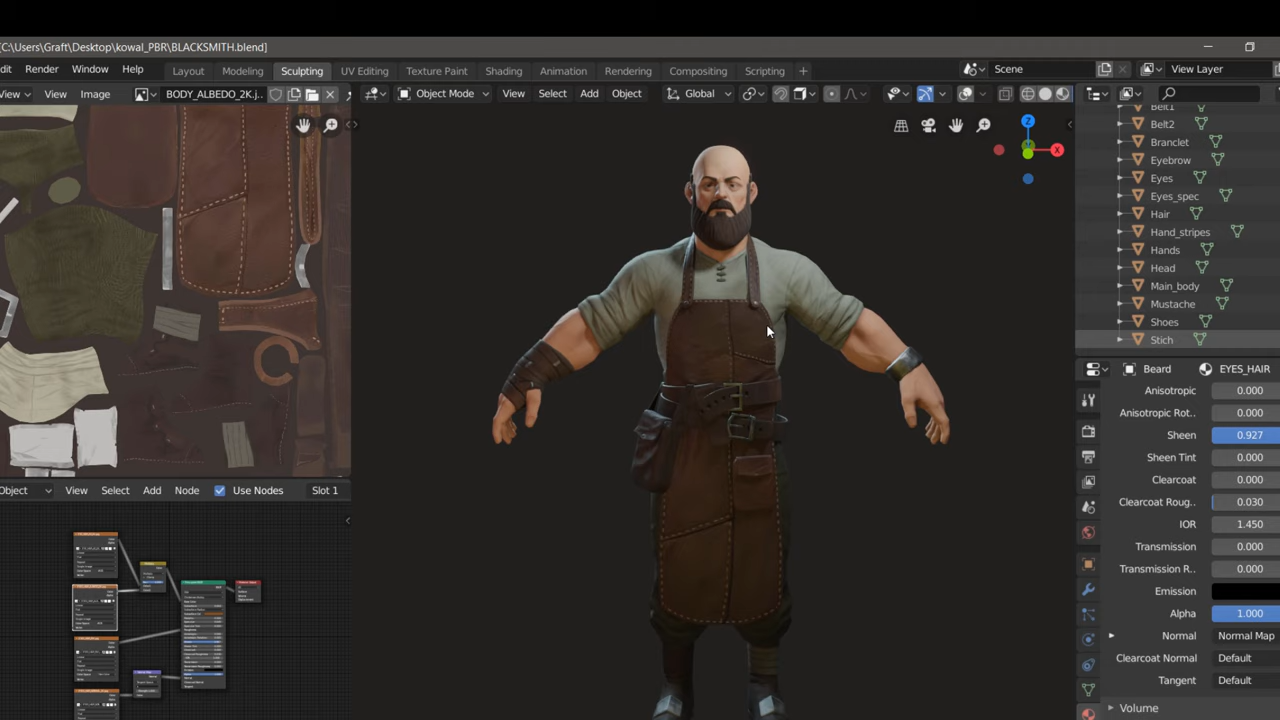 [C:\Users\Graft\Desktop\kowal_PBR\BLACKSMITH.blend]
dit Render Window Help Layout Modeling Sculpting UV Editing Texture Paint Shading Animation Rendering Compositing Scripting + Scene View Layer
View View Image BODY_ALBEDO_2K.j.. Object Mode View Select Add Object Global
Z
X
Belt1
Belt2
Branclet
Eyebrow
Eyes
Eyes_spec
Hair
Hand_stripes
Hands
Head
Main_body
Mustache
Shoes
Stich
Beard EYES_HAIR
Anisotropic 0.000
Anisotropic Rot.. 0.000
Sheen 0.927
Sheen Tint 0.000
Clearcoat 0.000
Clearcoat Roug.. 0.030
IOR 1.450
Transmission 0.000
Transmission R.. 0.000
Emission
Alpha 1.000
Normal Normal Map
Clearcoat Normal Default
Tangent Default
Volume
Object View Select Add Node Use Nodes Slot 1